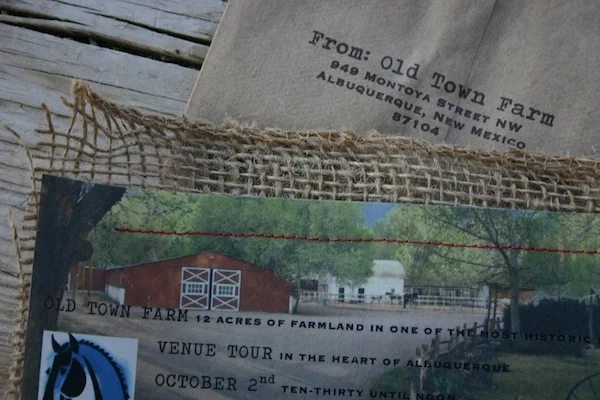 From: Old Town Farm
949 MONTOYA STREET NW
ALBUQUERQUE, NEW MEXICO
87104
OLD TOWN FARM 12 ACRES OF FARMLAND IN ONE OF THE MOST HISTORIC
VENUE TOUR IN THE HEART OF ALBUQUERQUE
OCTOBER 2nd TEN-THIRTY UNTIL NOON